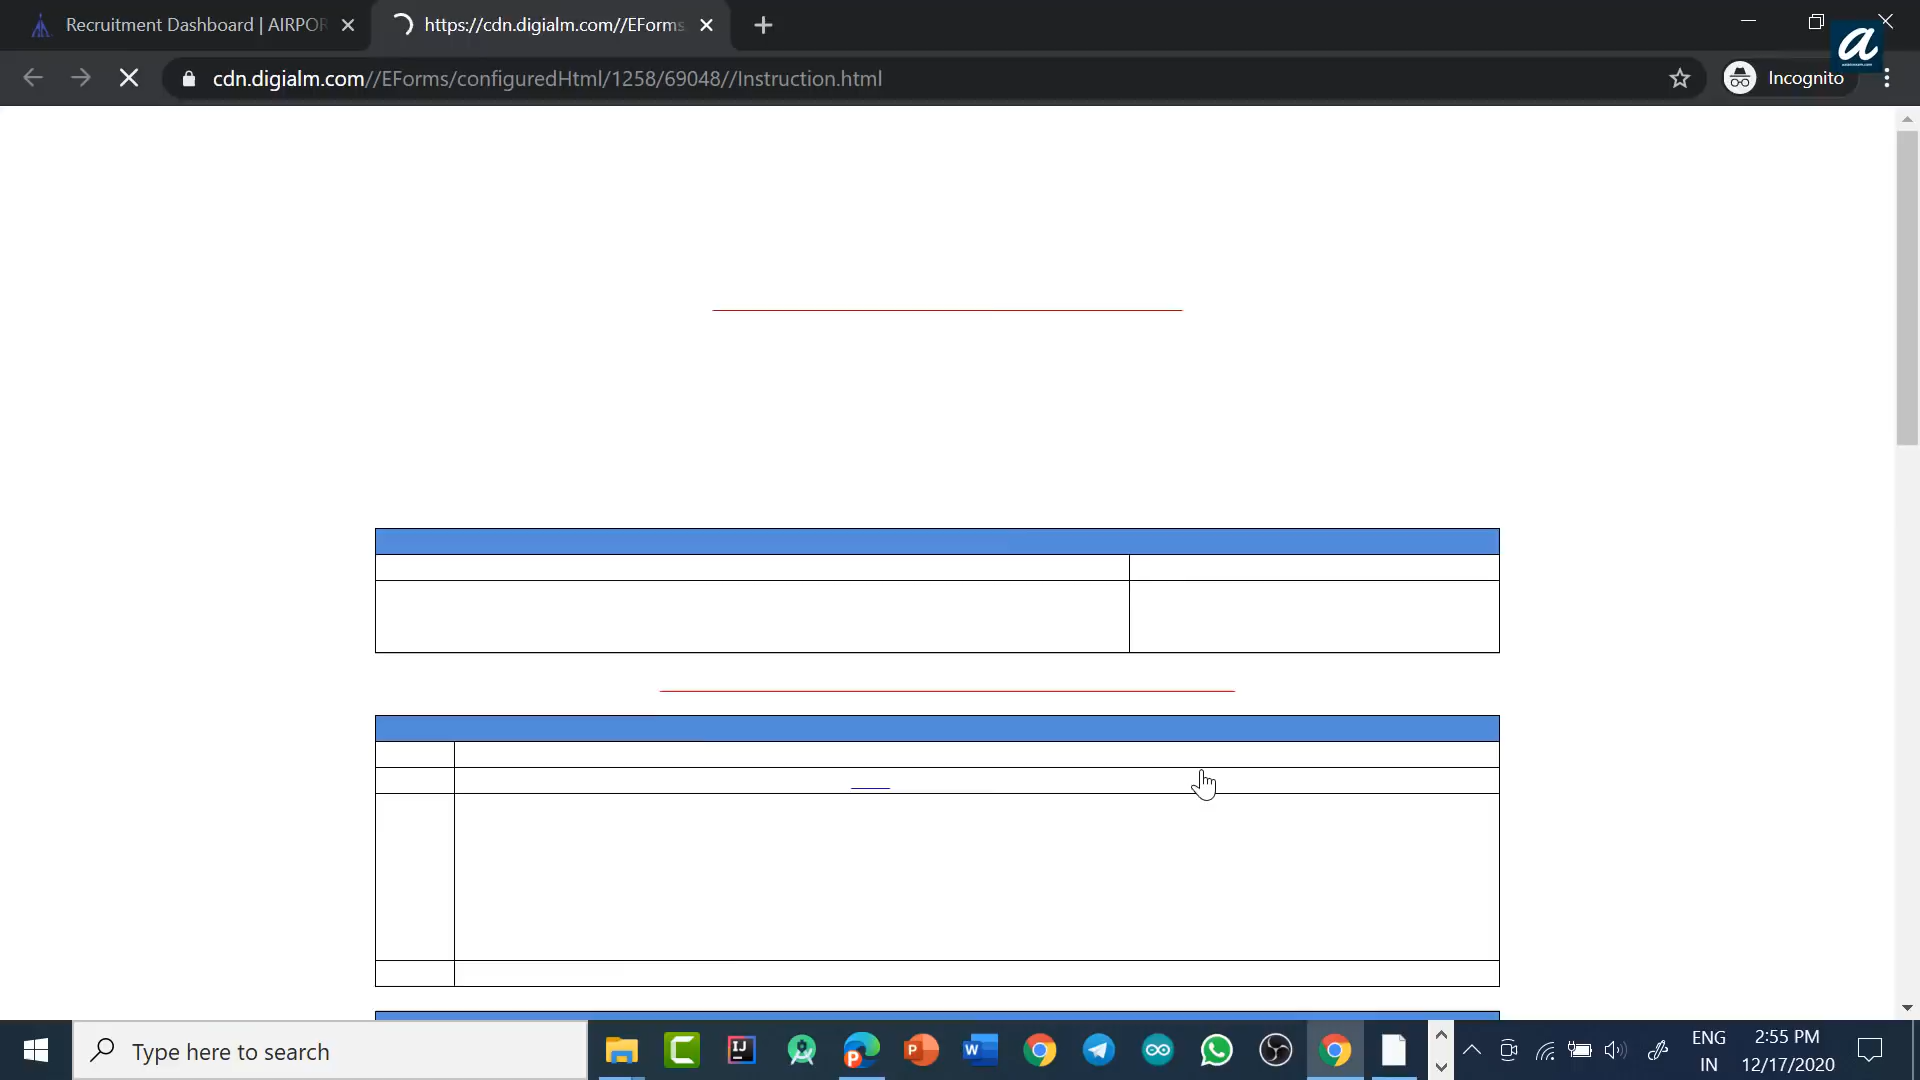 Recruitment Dashboard | AIRPOR
https://cdn.digialm.com//EForms
a
cdn.digialm.com//EForms/configuredHtml/1258/69048//Instruction.html
Incognito
Type here to search
IJ
P
P
W
ENG
IN
2:55 PM
12/17/2020